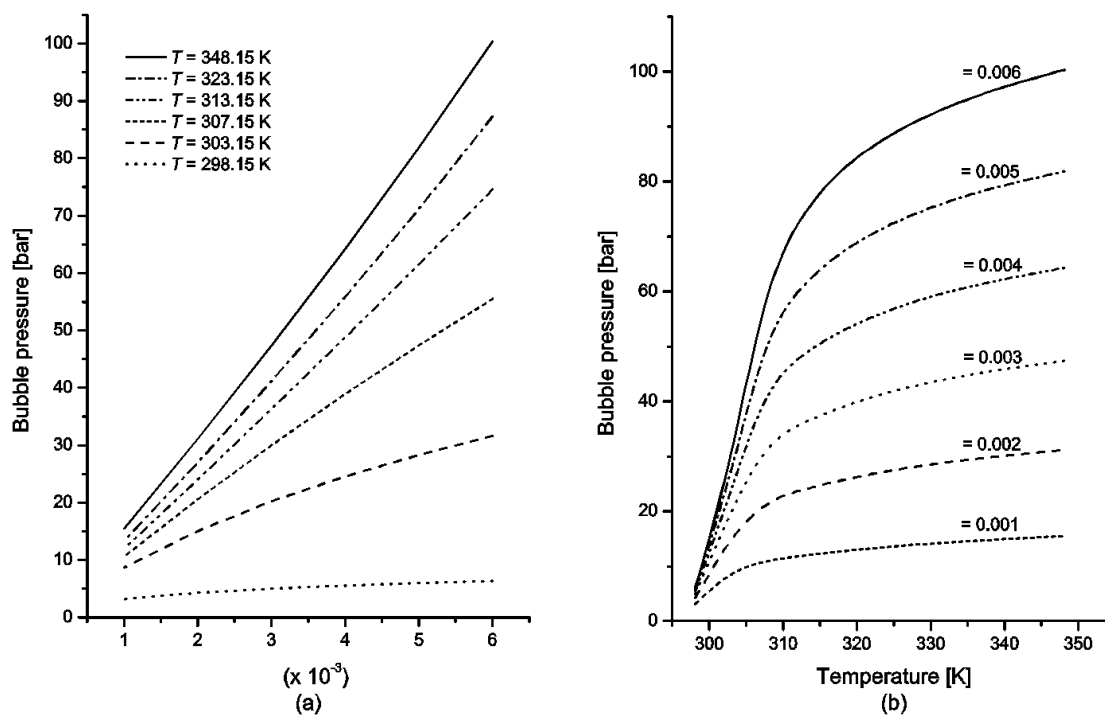 Bubble pressure [bar]
100
90
80
70
60
50
40
30
20
10
0
T = 348.15 K
T = 323.15 K
T = 313.15 K
T = 307.15 K
T = 303.15 K
T = 298.15 K
1 2 3 4 5 6
(x 10⁻³)
(a)
Bubble pressure [bar]
100
80
60
40
20
0
= 0.006
= 0.005
= 0.004
= 0.003
= 0.002
= 0.001
300 310 320 330 340 350
Temperature [K]
(b)